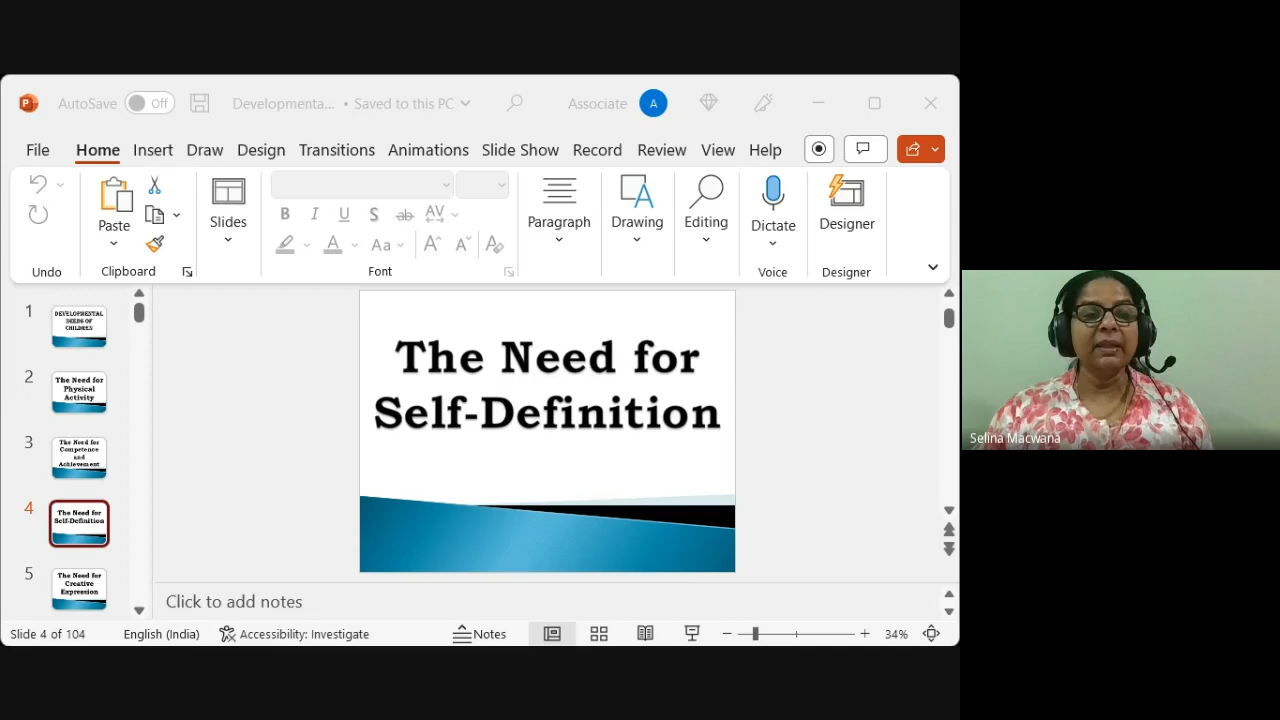 AutoSave Off Developmenta... • Saved to this PC Associate A
File Home Insert Draw Design Transitions Animations Slide Show Record Review View Help
Paste Slides B I U S ab AV Aa A A A Paragraph Drawing Editing Dictate Designer
Undo Clipboard Font Voice Designer
1 DEVELOPMENTAL
NEEDS OF
CHILDREN
2 The Need for
Physical
Activity
3 The Need for
Competence
and
Achievement
4 The Need for
Self-Definition
5 The Need for
Creative
Expression
The Need for
Self-Definition
Selina Macwana
Click to add notes
Slide 4 of 104 English (India) Accessibility: Investigate Notes 34%